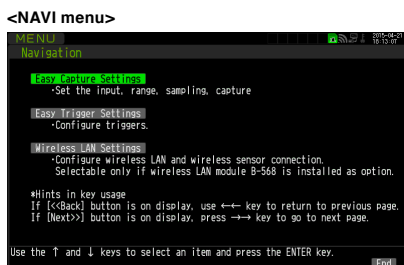 <NAVI menu>
MENU
2015-04-21
16:13:07
Navigation
Easy Capture Settings
・Set the input, range, sampling, capture
Easy Trigger Settings
・Configure triggers.
Wireless LAN Settings
・Configure wireless LAN and wireless sensor connection.
Selectable only if wireless LAN module B-568 is installed as option.
*Hints in key usage
If [<<Back] button is on display, use ←← key to return to previous page.
If [Next>>] button is on display, press →→ key to go to next page.
Use the ↑ and ↓ keys to select an item and press the ENTER key.
End